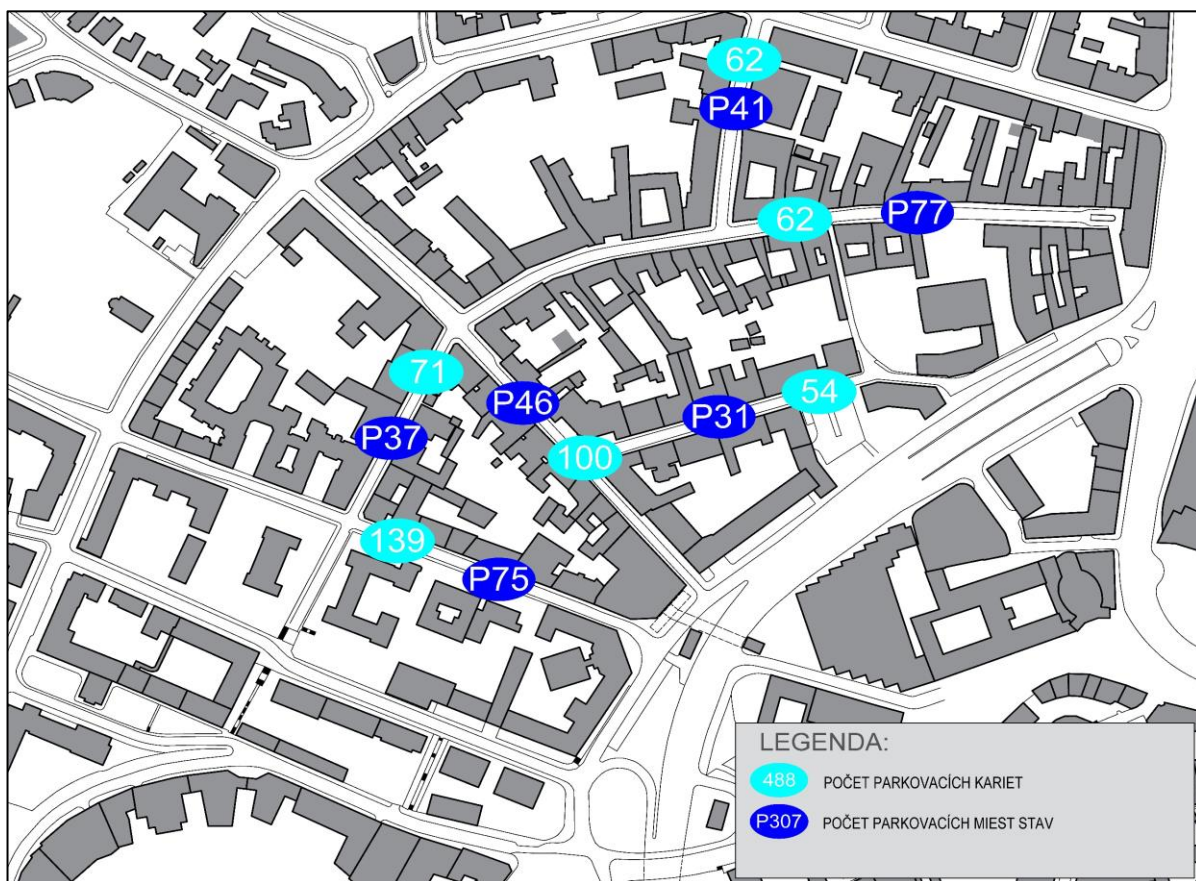 62
P41
62
P77
71
54
P46
P31
P37
100
139
P75
LEGENDA:
488 POČET PARKOVACÍCH KARIET
P307 POČET PARKOVACÍCH MIEST STAV